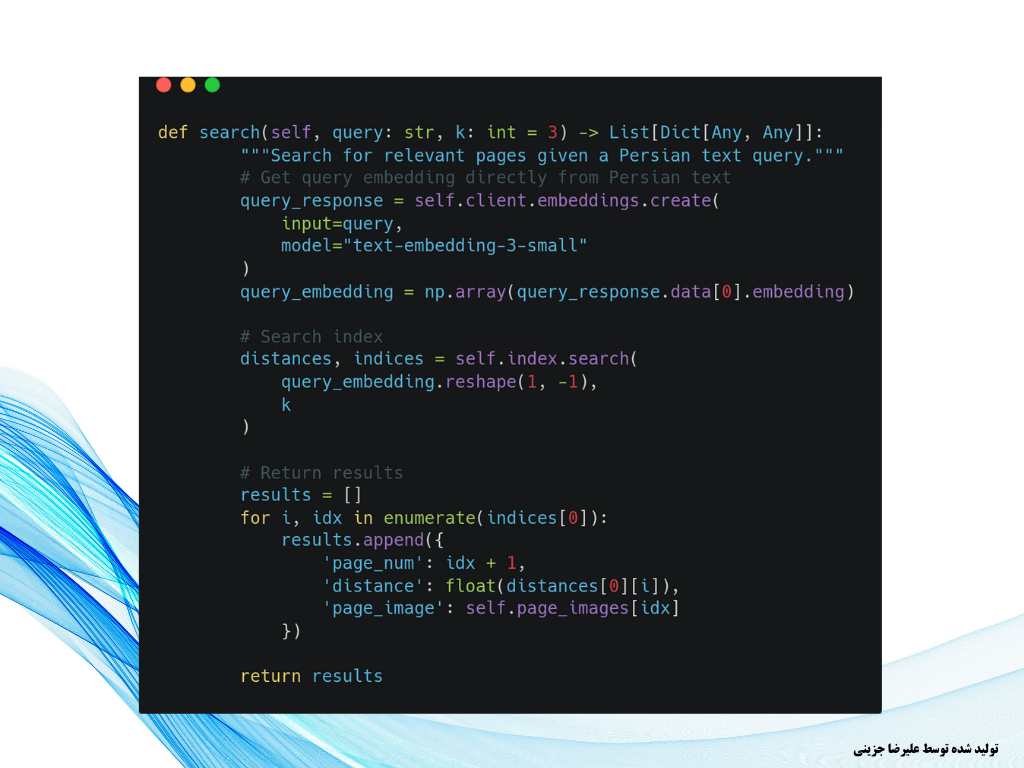 def search(self, query: str, k: int = 3) -> List[Dict[Any, Any]]:
        """Search for relevant pages given a Persian text query."""
        # Get query embedding directly from Persian text
        query_response = self.client.embeddings.create(
            input=query,
            model="text-embedding-3-small"
        )
        query_embedding = np.array(query_response.data[0].embedding)

        # Search index
        distances, indices = self.index.search(
            query_embedding.reshape(1, -1),
            k
        )

        # Return results
        results = []
        for i, idx in enumerate(indices[0]):
            results.append({
                'page_num': idx + 1,
                'distance': float(distances[0][i]),
                'page_image': self.page_images[idx]
            })

        return results
تولید شده توسط علیرضا جزینی